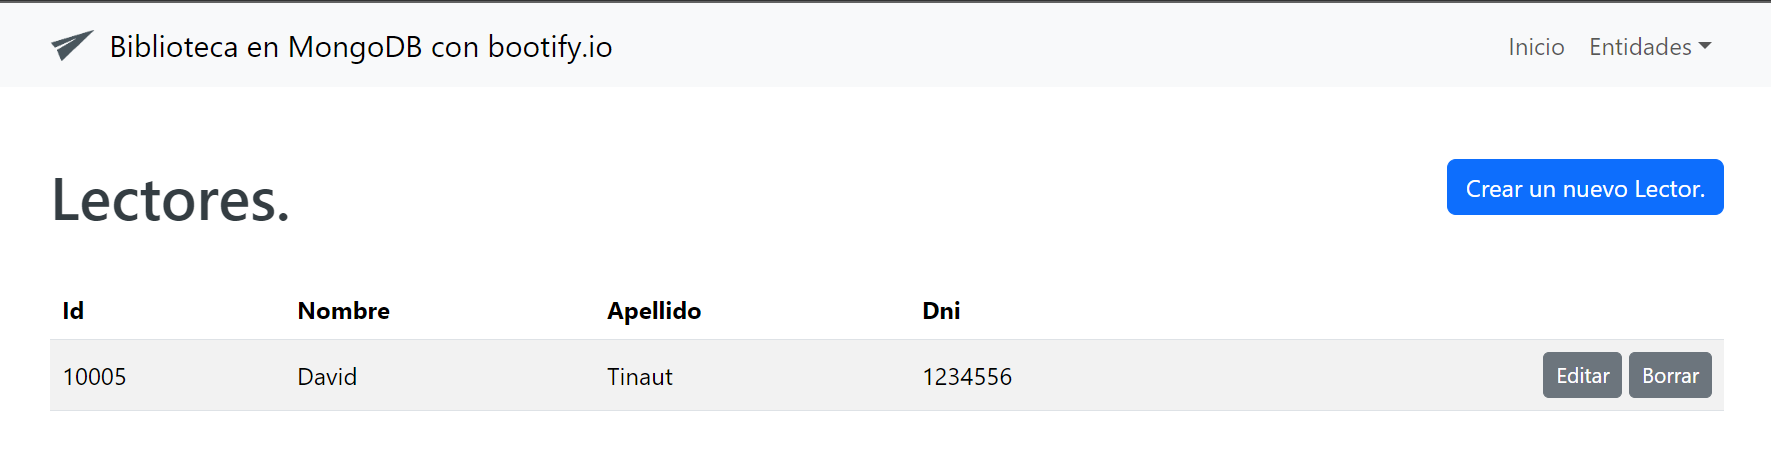 Biblioteca en MongoDB con bootify.io
Inicio Entidades
Lectores.
Crear un nuevo Lector.
Id Nombre Apellido Dni
10005 David Tinaut 1234556 Editar Borrar